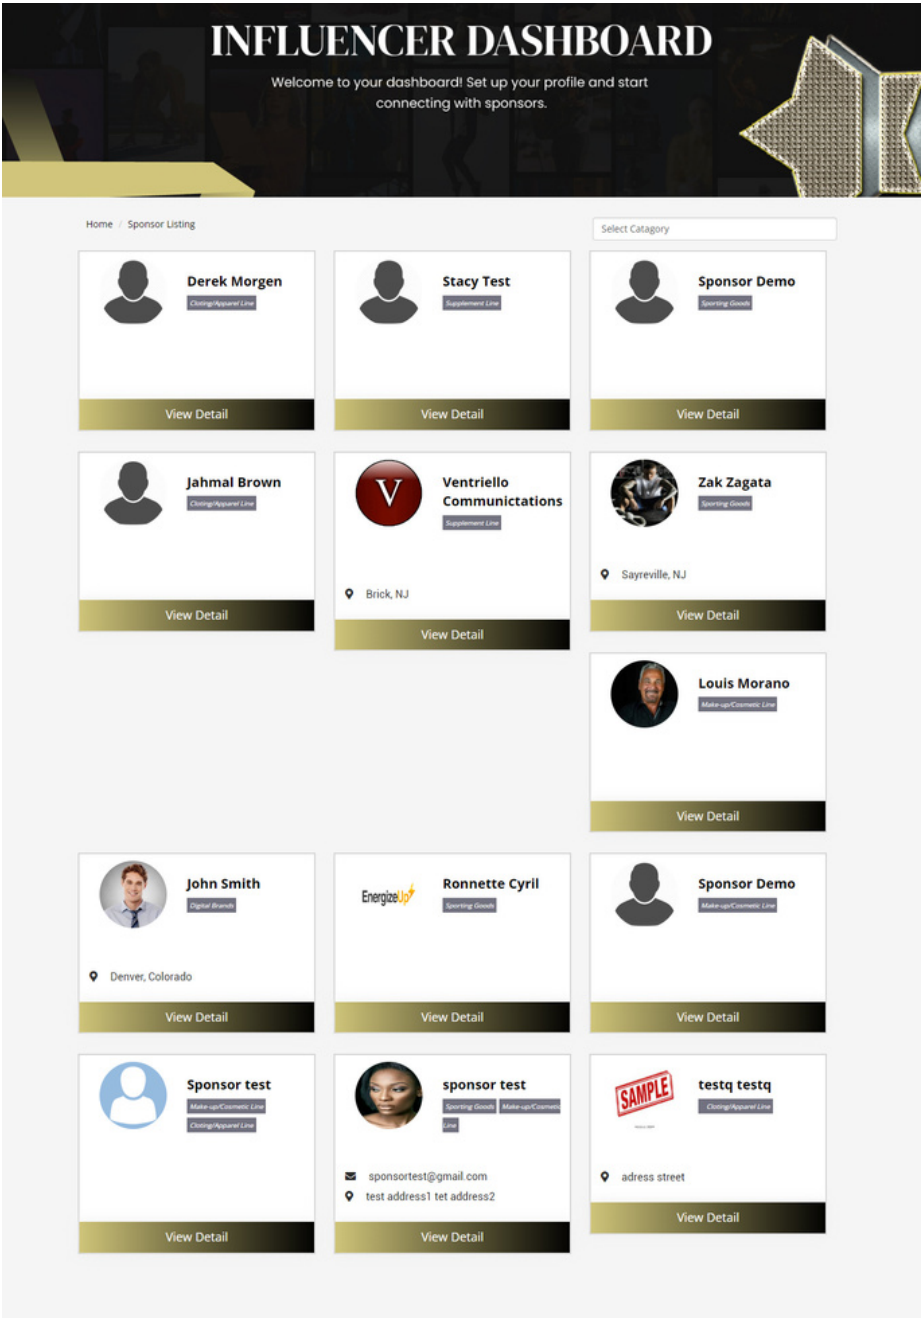 INFLUENCER DASHBOARD
Welcome to your dashboard! Set up your profile and start
connecting with sponsors.
Home / Sponsor Listing
Select Catagory
Derek Morgen
Cloting/Apparel Line
View Detail
Stacy Test
Supplement Line
View Detail
Sponsor Demo
Sporting Goods
View Detail
Jahmal Brown
Cloting/Apparel Line
View Detail
V
Ventriello
Communictations
Supplement Line
Brick, NJ
View Detail
Zak Zagata
Sporting Goods
Sayreville, NJ
View Detail
Louis Morano
Make-up/Cosmetic Line
View Detail
John Smith
Digital Brands
Denver, Colorado
View Detail
EnergizeUp
Ronnette Cyril
Sporting Goods
View Detail
Sponsor Demo
Make-up/Cosmetic Line
View Detail
Sponsor test
Make-up/Cosmetic Line
Cloting/Apparel Line
View Detail
sponsor test
Sporting Goods Make-up/Cosmetic
Line
sponsortest@gmail.com
test address1 tet address2
View Detail
SAMPLE
testq testq
Cloting/Apparel Line
adress street
View Detail